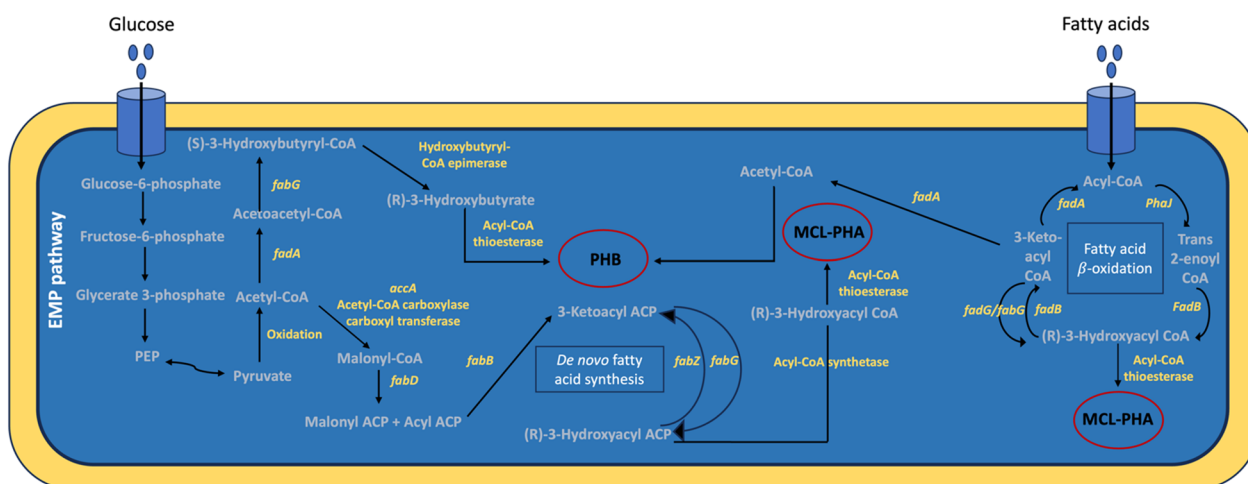 Glucose
Fatty acids
EMP pathway
(S)-3-Hydroxybutyryl-CoA
Glucose-6-phosphate
fabG
Acetoacetyl-CoA
Fructose-6-phosphate
fadA
Glycerate 3-phosphate
Acetyl-CoA
Oxidation
PEP
Pyruvate
Hydroxybutyryl-
CoA epimerase
(R)-3-Hydroxybutyrate
Acyl-CoA
thioesterase
PHB
accA
Acetyl-CoA carboxylase
carboxyl transferase
Malonyl-CoA
fabD
Malonyl ACP + Acyl ACP
fabB
3-Ketoacyl ACP
De novo fatty
acid synthesis
fabZ
fabG
(R)-3-Hydroxyacyl ACP
Acetyl-CoA
MCL-PHA
Acyl-CoA
thioesterase
(R)-3-Hydroxyacyl CoA
Acyl-CoA synthetase
fadA
Acyl-CoA
fadA
PhaJ
3-Keto-
acyl
CoA
Fatty acid
β-oxidation
Trans
2-enoyl
CoA
fadG/fabG
fadB
FadB
(R)-3-Hydroxyacyl CoA
Acyl-CoA
thioesterase
MCL-PHA